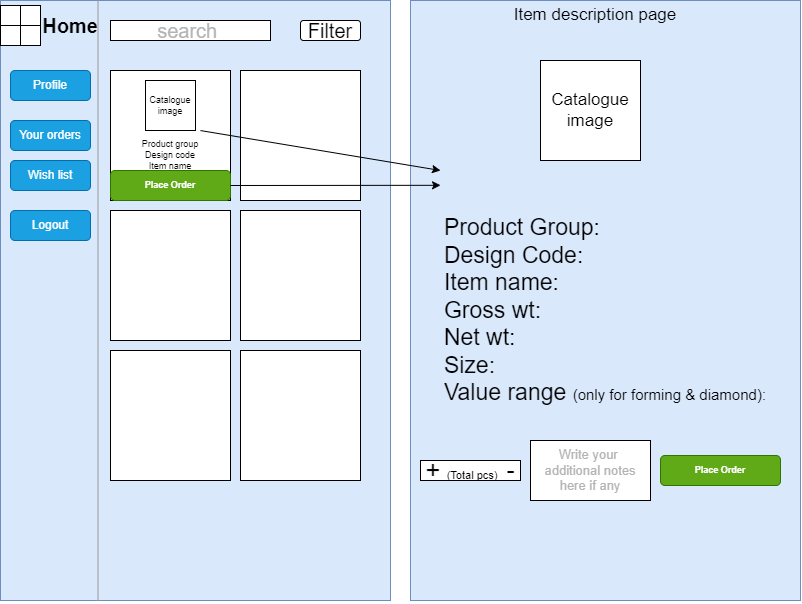 Home
search
Filter
Profile
Your orders
Wish list
Logout
Catalogue
image
Product group
Design code
Item name
Place Order
Item description page
Catalogue
image
Product Group:
Design Code:
Item name:
Gross wt:
Net wt:
Size:
Value range (only for forming & diamond):
+ (Total pcs) -
Write your
additional notes
here if any
Place Order